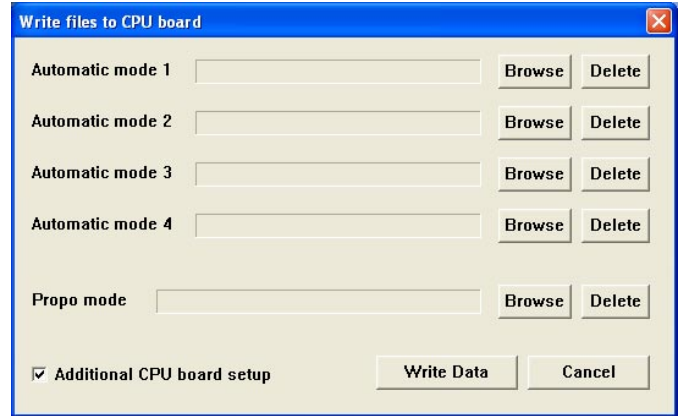 Write files to CPU board
Automatic mode 1 Browse Delete
Automatic mode 2 Browse Delete
Automatic mode 3 Browse Delete
Automatic mode 4 Browse Delete
Propo mode Browse Delete
Additional CPU board setup Write Data Cancel